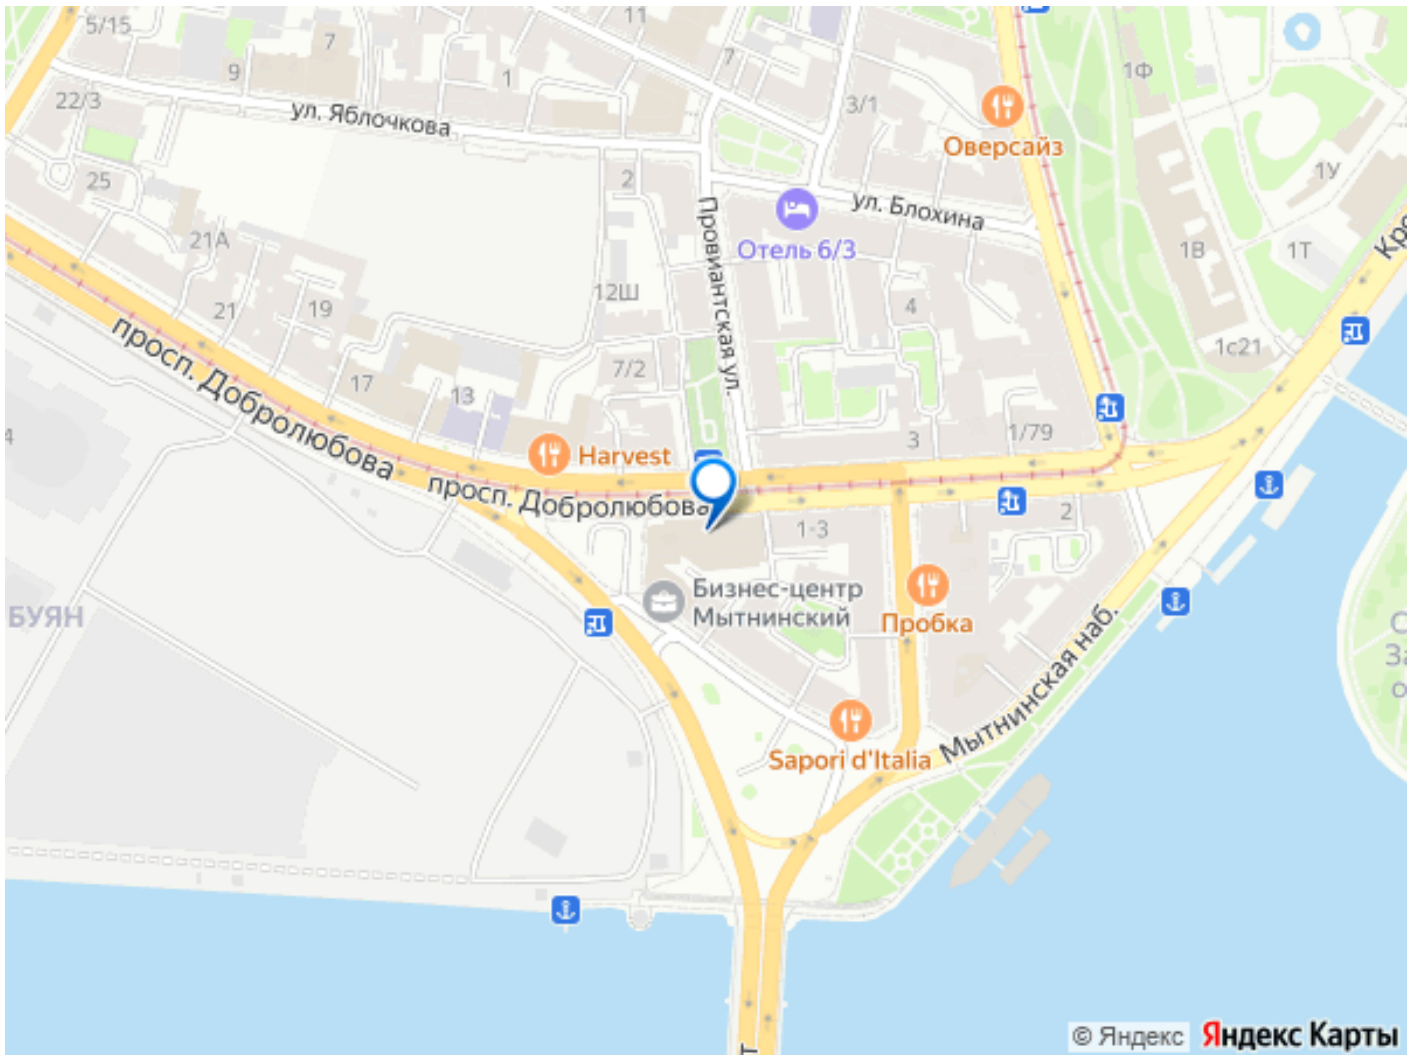 5/15
7
11
9
7
1
1Ф
22/3
ул. Яблочкова
3/1
Оверсайз
25
2
1У
ул. Блохина
Провиантская ул.
21А
Отель 6/3
1В
1Т
12Ш
21
19
4
просп. Добролюбова
7/2
1с21
17
13
3
1/79
4
Harvest
просп. Добролюбова
1-3
2
Бизнес-центр
Мытнинский
БУЯН
Пробка
Мытнинская наб.
Sapori d'Italia
© Яндекс
Яндекс Карты